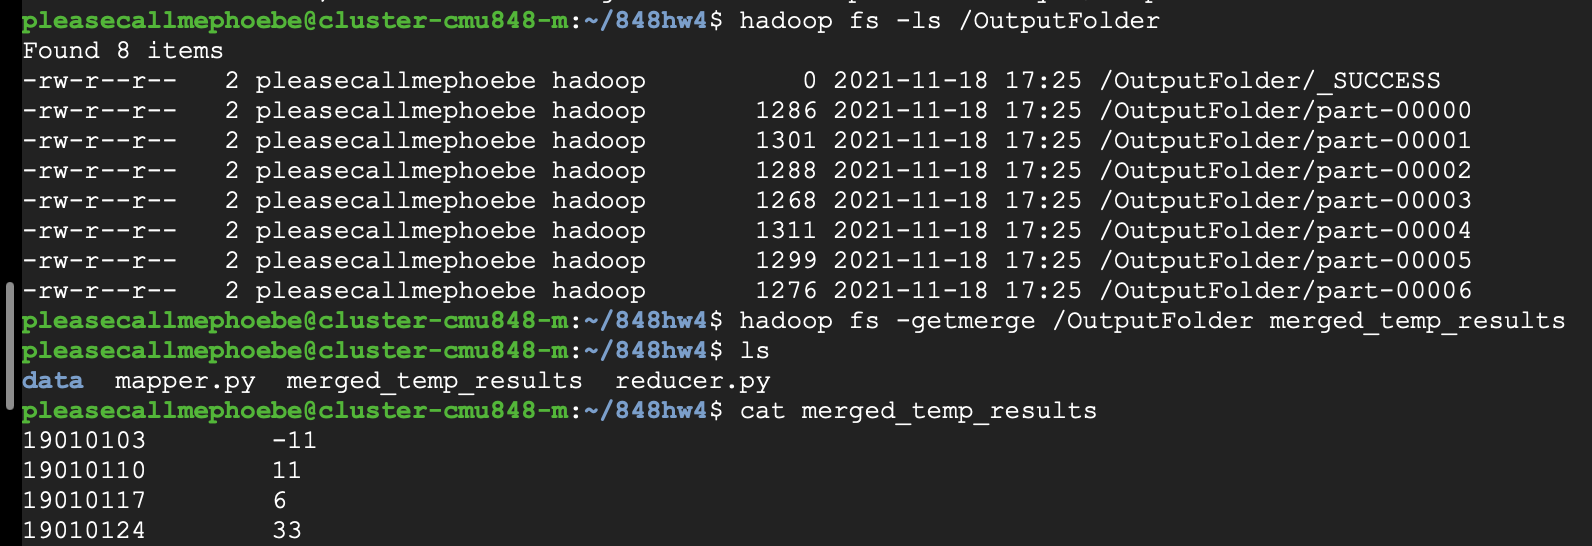 pleasecallmephoebe@cluster-cmu848-m:~/848hw4$ hadoop fs -ls /OutputFolder
Found 8 items
-rw-r--r--   2 pleasecallmephoebe hadoop          0 2021-11-18 17:25 /OutputFolder/_SUCCESS
-rw-r--r--   2 pleasecallmephoebe hadoop       1286 2021-11-18 17:25 /OutputFolder/part-00000
-rw-r--r--   2 pleasecallmephoebe hadoop       1301 2021-11-18 17:25 /OutputFolder/part-00001
-rw-r--r--   2 pleasecallmephoebe hadoop       1288 2021-11-18 17:25 /OutputFolder/part-00002
-rw-r--r--   2 pleasecallmephoebe hadoop       1268 2021-11-18 17:25 /OutputFolder/part-00003
-rw-r--r--   2 pleasecallmephoebe hadoop       1311 2021-11-18 17:25 /OutputFolder/part-00004
-rw-r--r--   2 pleasecallmephoebe hadoop       1299 2021-11-18 17:25 /OutputFolder/part-00005
-rw-r--r--   2 pleasecallmephoebe hadoop       1276 2021-11-18 17:25 /OutputFolder/part-00006
pleasecallmephoebe@cluster-cmu848-m:~/848hw4$ hadoop fs -getmerge /OutputFolder merged_temp_results
pleasecallmephoebe@cluster-cmu848-m:~/848hw4$ ls
data  mapper.py  merged_temp_results  reducer.py
pleasecallmephoebe@cluster-cmu848-m:~/848hw4$ cat merged_temp_results
19010103        -11
19010110        11
19010117        6
19010124        33